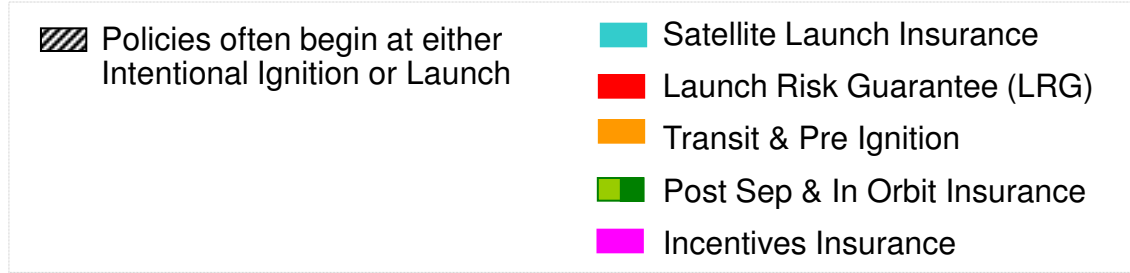 Policies often begin at either
Intentional Ignition or Launch
Satellite Launch Insurance
Launch Risk Guarantee (LRG)
Transit & Pre Ignition
Post Sep & In Orbit Insurance
Incentives Insurance